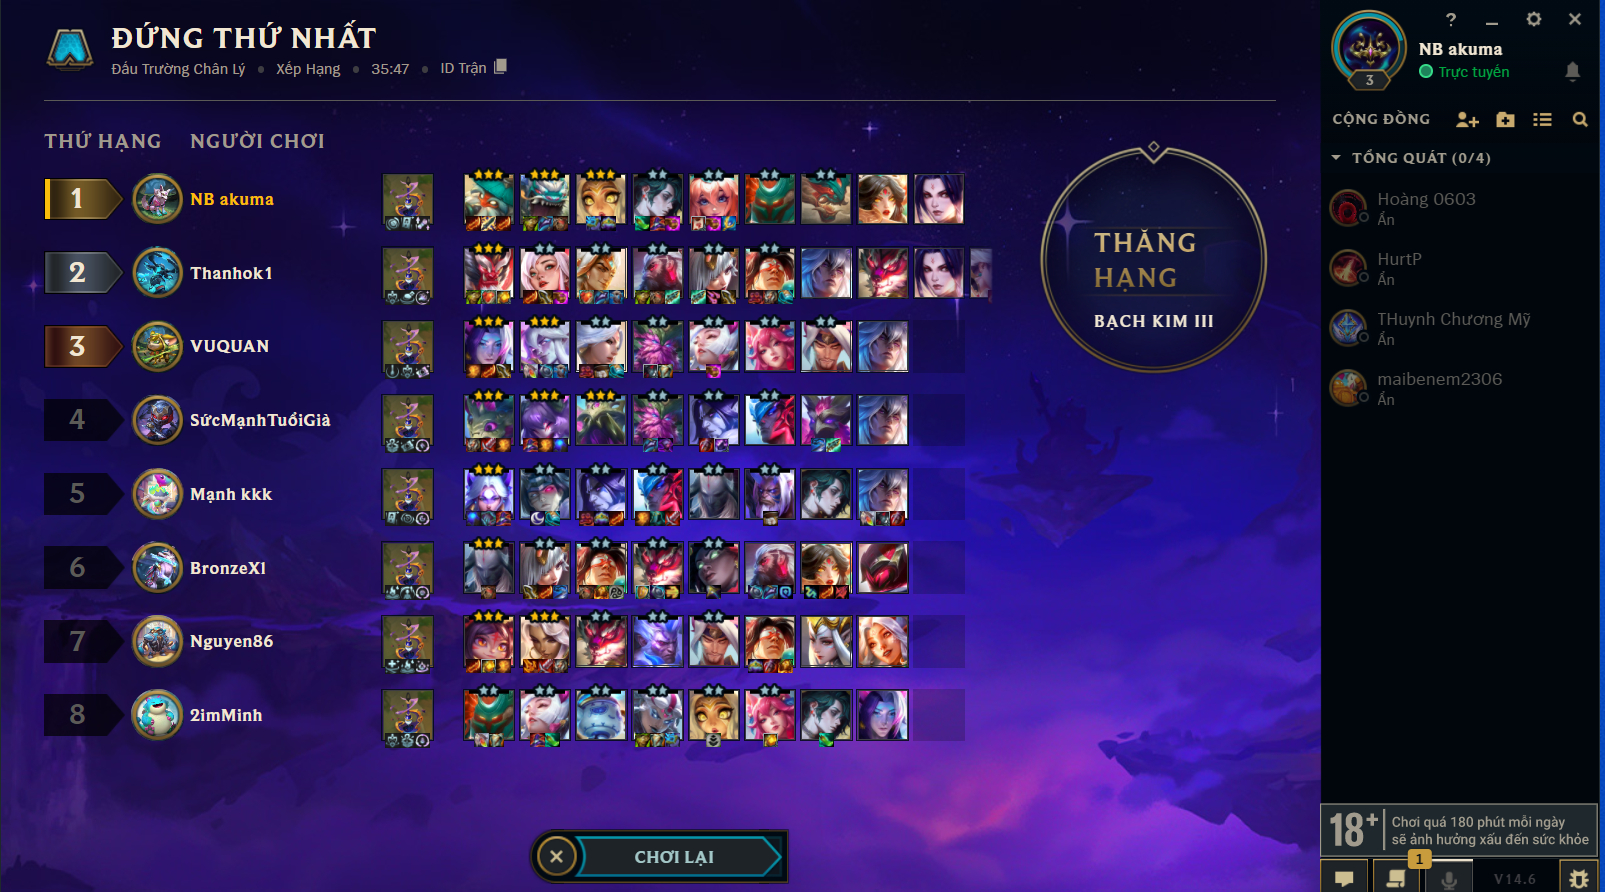 ĐỨNG THỨ NHẤT
Đấu Trường Chân Lý • Xếp Hạng • 35:47 • ID Trận
THỨ HẠNG NGƯỜI CHƠI
1 NB akuma
2 Thanhok1
3 VUQUAN
4 SứcMạnhTuổiGià
5 Mạnh kkk
6 BronzeXl
7 Nguyen86
8 2imMinh
THĂNG
HẠNG
BẠCH KIM III
CHƠI LẠI
?
NB akuma
Trực tuyến
3
CỘNG ĐỒNG
TỔNG QUÁT (0/4)
Hoàng 0603
Ẩn
HurtP
Ẩn
THuynh Chương Mỹ
Ẩn
maibenem2306
Ẩn
18+
Chơi quá 180 phút mỗi ngày
sẽ ảnh hưởng xấu đến sức khỏe
1
V14.6